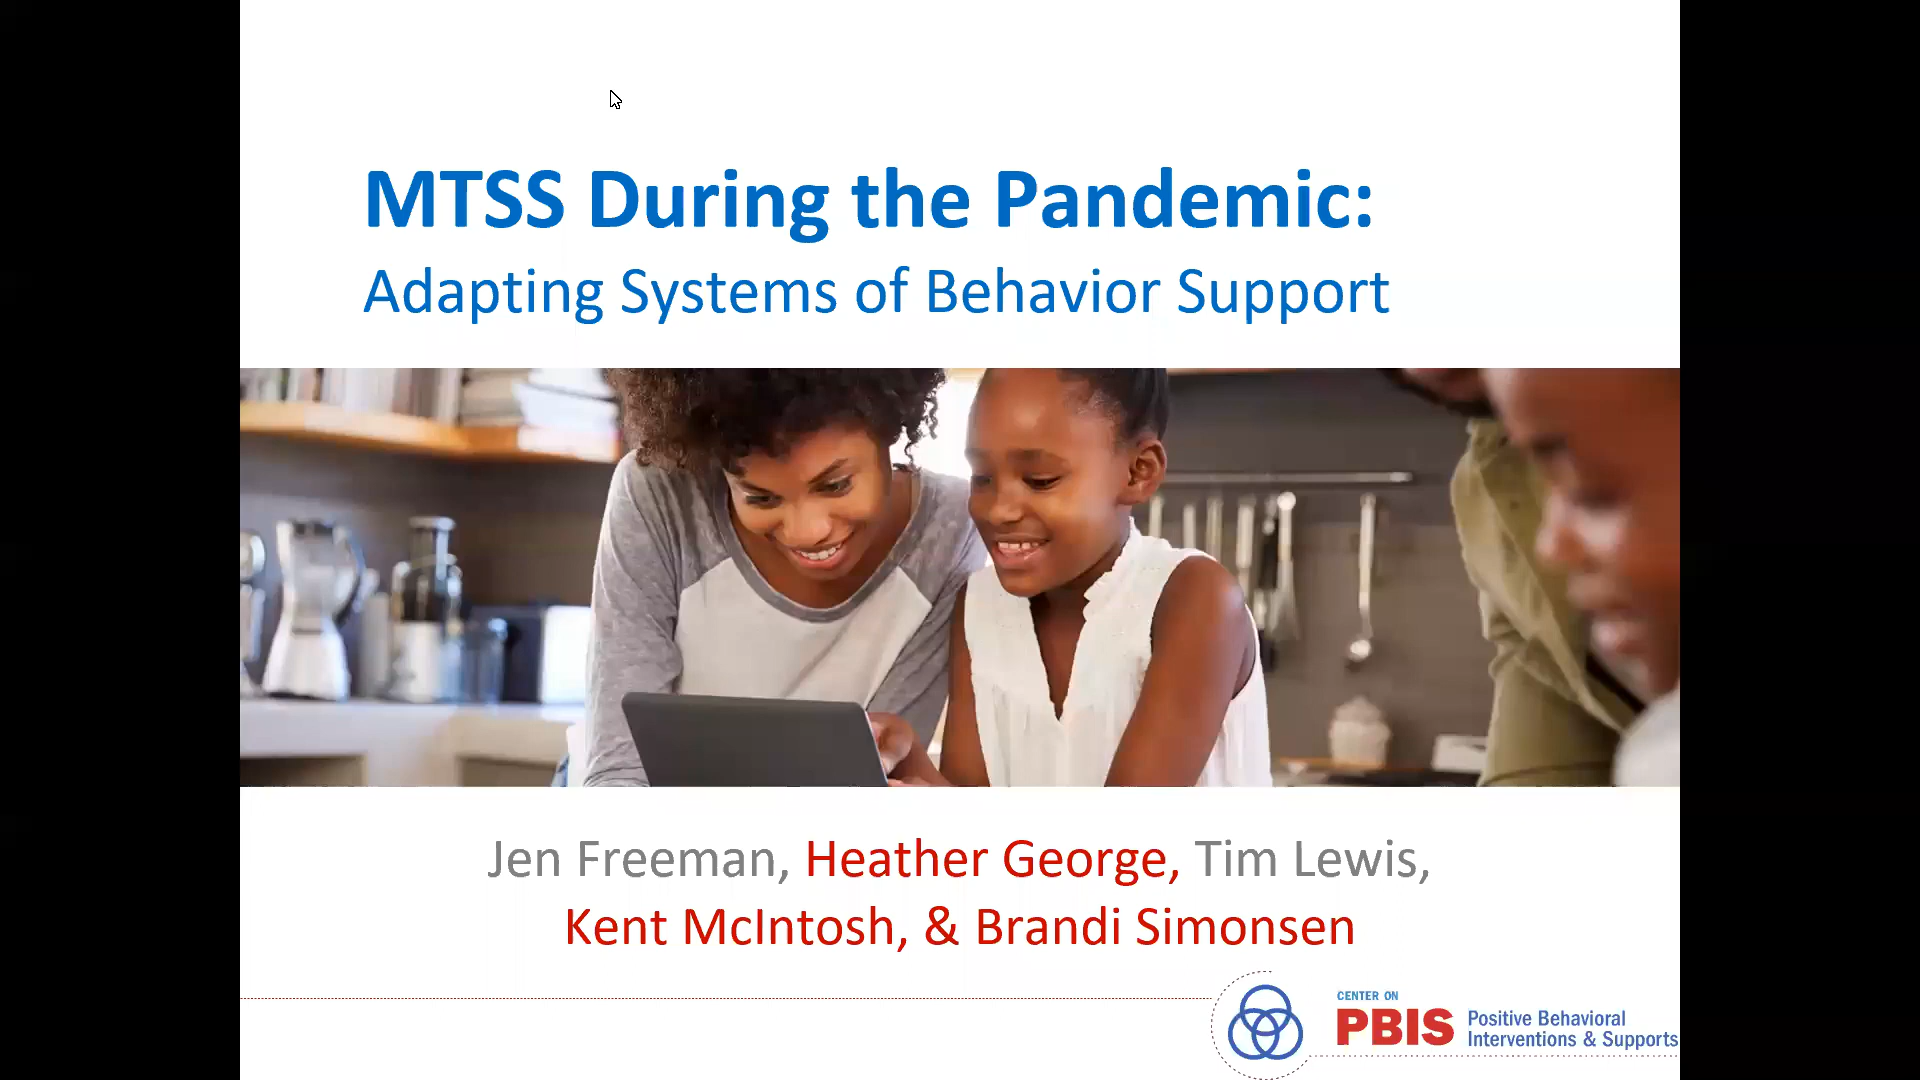 MTSS During the Pandemic:
Adapting Systems of Behavior Support
Jen Freeman, Heather George, Tim Lewis,
Kent McIntosh, & Brandi Simonsen
CENTER ON
PBIS
Positive Behavioral
Interventions & Supports